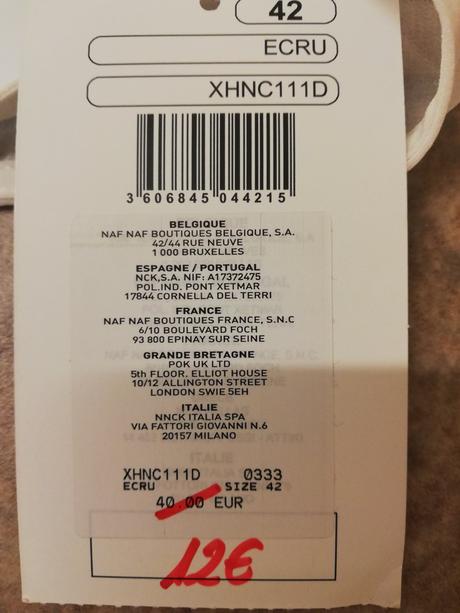 42
ECRU
XHNC111D
3 606845 044215
BELGIQUE
NAF NAF BOUTIQUES BELGIQUE, S.A.
42/44 RUE NEUVE
1 000 BRUXELLES
ESPAGNE / PORTUGAL
NCK,S.A. NIF: A17372475
POL.IND. PONT XETMAR
17844 CORNELLA DEL TERRI
FRANCE
NAF NAF BOUTIQUES FRANCE, S.N.C
6/10 BOULEVARD FOCH
93 800 EPINAY SUR SEINE
GRANDE BRETAGNE
POK UK LTD
5th FLOOR. ELLIOT HOUSE
10/12 ALLINGTON STREET
LONDON SWIE 5EH
ITALIE
NNCK ITALIA SPA
VIA FATTORI GIOVANNI N.6
20157 MILANO
XHNC111D 0333
ECRU SIZE 42
40.00 EUR
12€